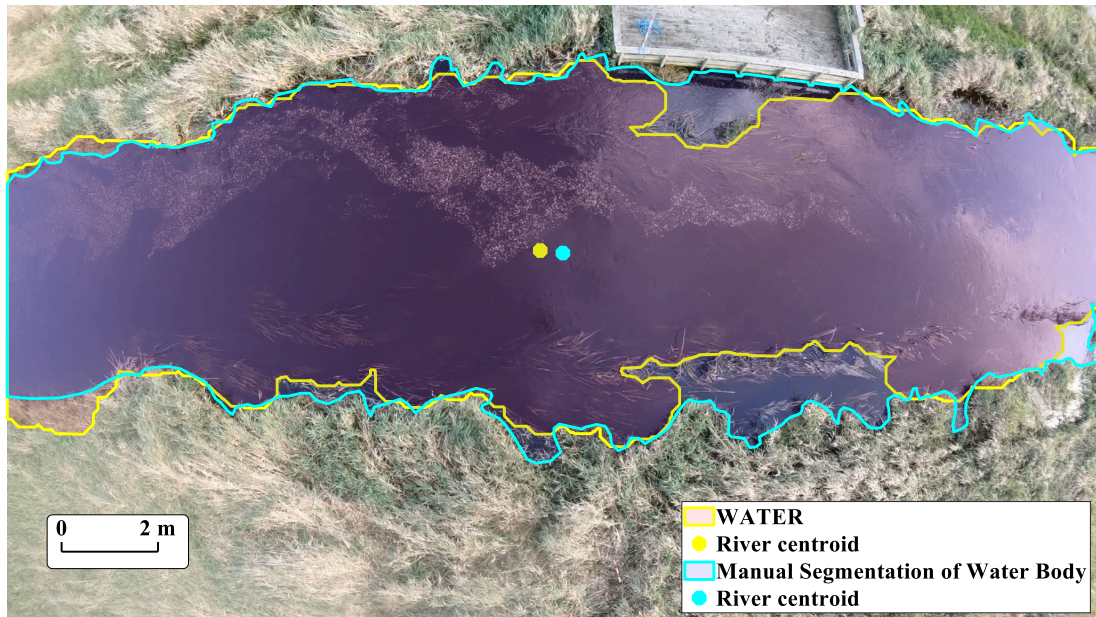 0 2 m
WATER
River centroid
Manual Segmentation of Water Body
River centroid